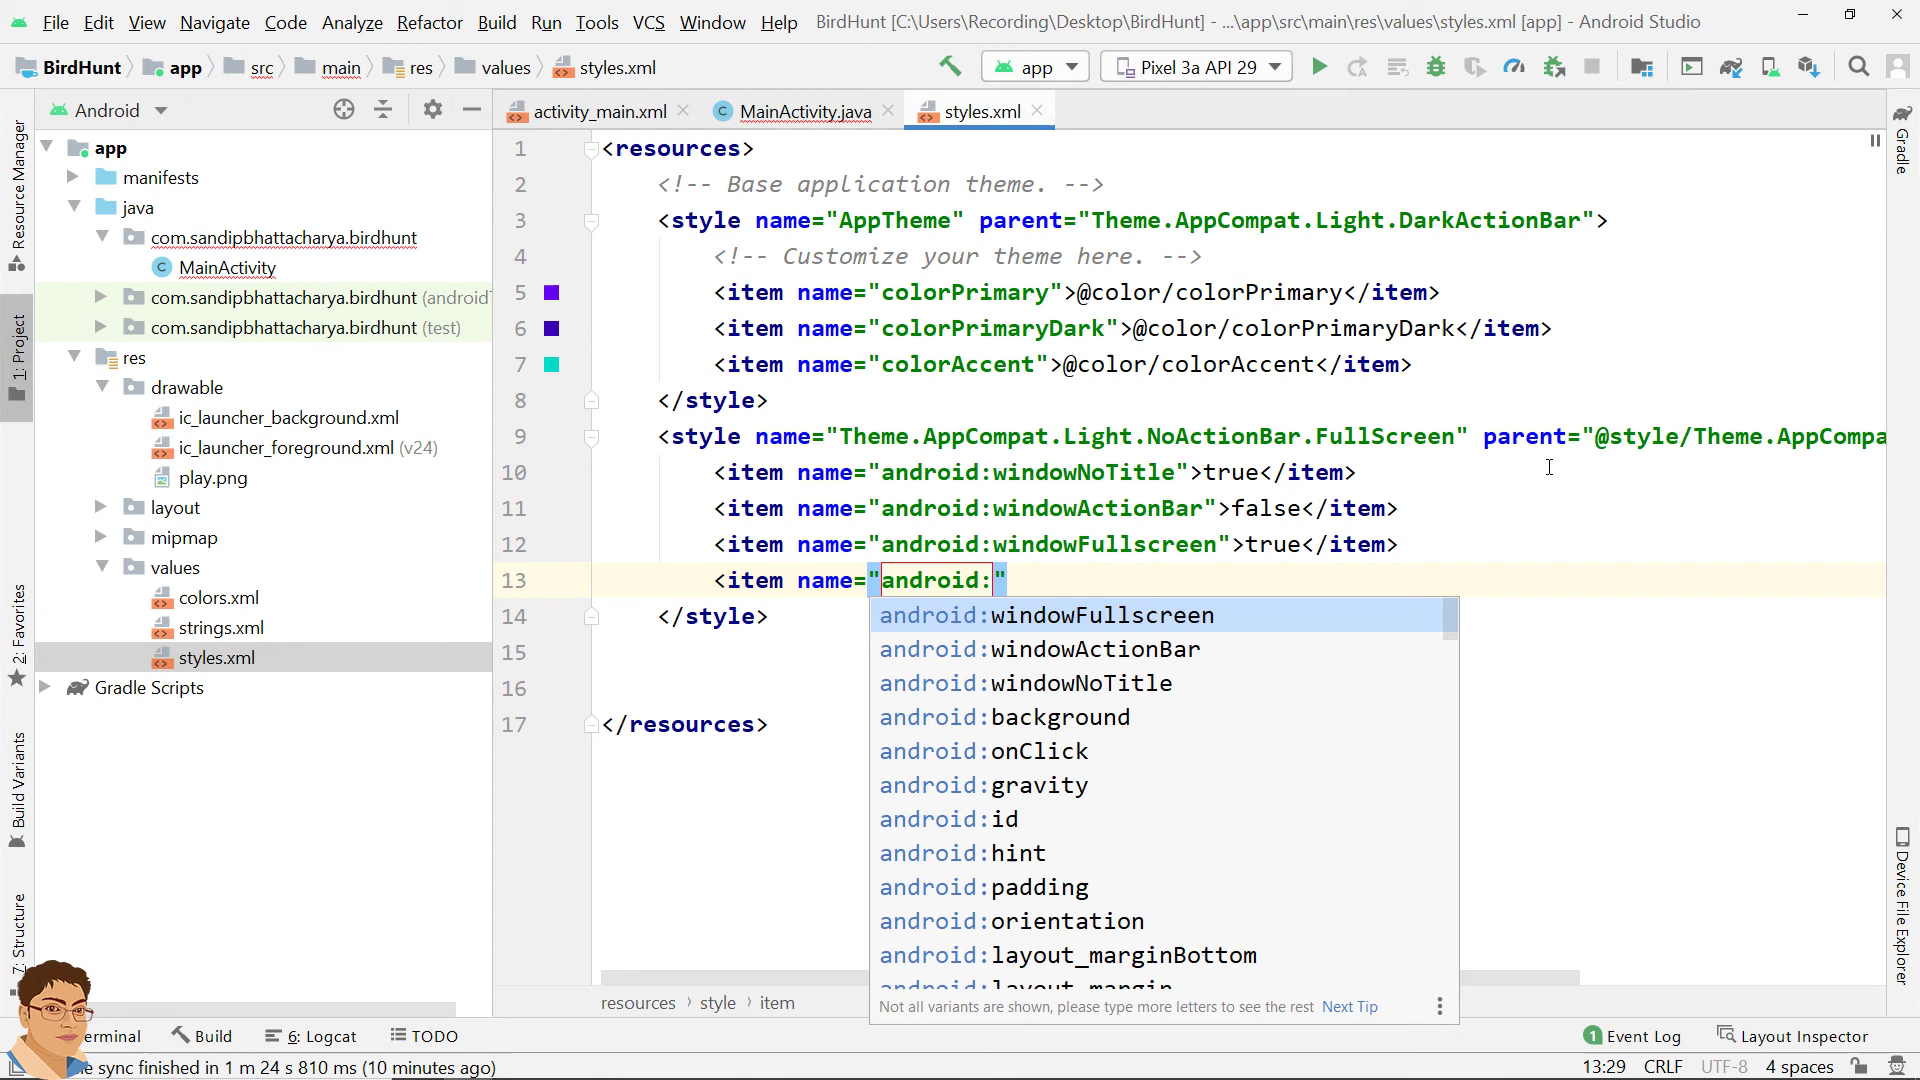 File Edit View Navigate Code Analyze Refactor Build Run Tools VCS Window Help BirdHunt [C:\Users\Recording\Desktop\BirdHunt] - ...\app\src\main\res\values\styles.xml [app] - Android Studio
BirdHunt app src main res values styles.xml app Pixel 3a API 29
Android activity_main.xml MainActivity.java styles.xml
Resource Manager
1: Project
2: Favorites
Build Variants
7: Structure
app
manifests
java
com.sandipbhattacharya.birdhunt
MainActivity
com.sandipbhattacharya.birdhunt (android
com.sandipbhattacharya.birdhunt (test)
res
drawable
ic_launcher_background.xml
ic_launcher_foreground.xml (v24)
play.png
layout
mipmap
values
colors.xml
strings.xml
styles.xml
Gradle Scripts
1 <resources>
2 <!-- Base application theme. -->
3 <style name="AppTheme" parent="Theme.AppCompat.Light.DarkActionBar">
4 <!-- Customize your theme here. -->
5 <item name="colorPrimary">@color/colorPrimary</item>
6 <item name="colorPrimaryDark">@color/colorPrimaryDark</item>
7 <item name="colorAccent">@color/colorAccent</item>
8 </style>
9 <style name="Theme.AppCompat.Light.NoActionBar.FullScreen" parent="@style/Theme.AppCompa
10 <item name="android:windowNoTitle">true</item>
11 <item name="android:windowActionBar">false</item>
12 <item name="android:windowFullscreen">true</item>
13 <item name="android:"
14 </style>
15
16
17 </resources>
android:windowFullscreen
android:windowActionBar
android:windowNoTitle
android:background
android:onClick
android:gravity
android:id
android:hint
android:padding
android:orientation
android:layout_marginBottom
android:layout_margin
Not all variants are shown, please type more letters to see the rest Next Tip
Gradle
Device File Explorer
resources style item
erminal Build 6: Logcat TODO 1 Event Log Layout Inspector
sync finished in 1 m 24 s 810 ms (10 minutes ago) 13:29 CRLF UTF-8 4 spaces